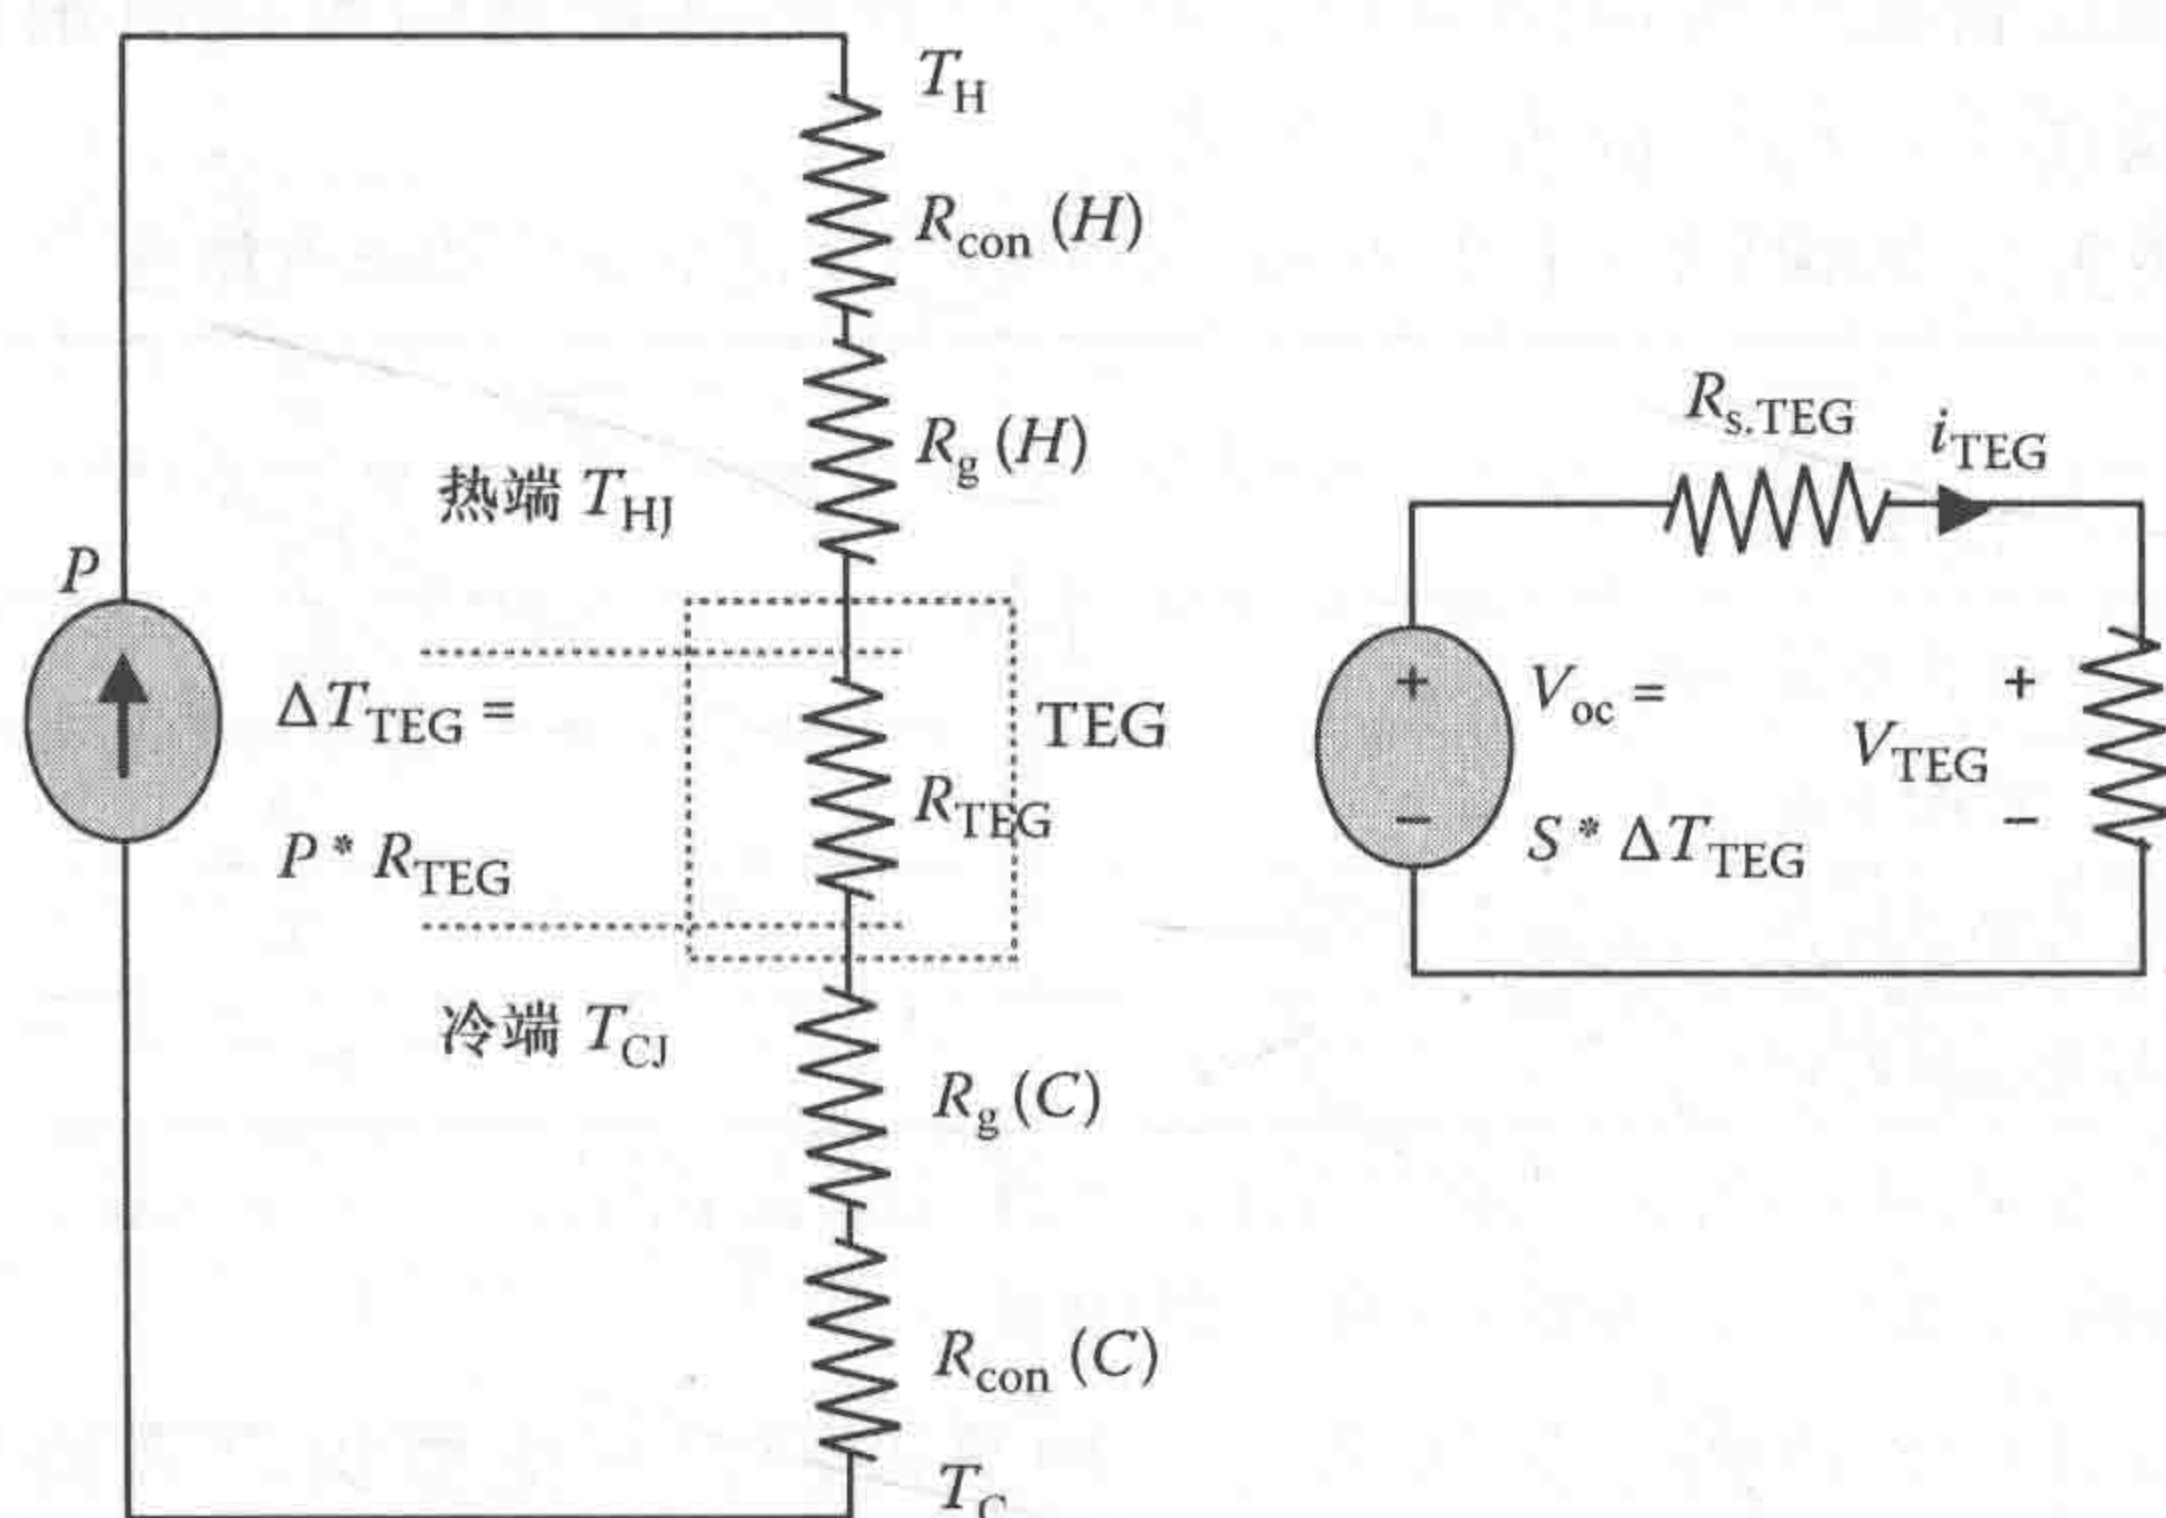 T_H
R_con (H)
R_g (H)
热端 T_HJ
P
ΔT_TEG =
P * R_TEG
TEG
R_TEG
冷端 T_CJ
R_g (C)
R_con (C)
T_C
R_s.TEG
i_TEG
+
−
V_oc =
S * ΔT_TEG
+
V_TEG
−